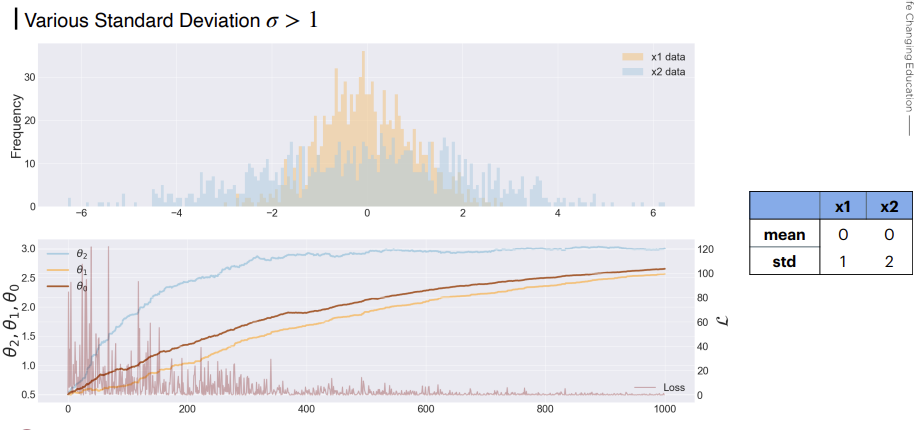 Various Standard Deviation σ > 1
fe Changing Education
x1 data
x2 data
Frequency
30
20
10
0
−6 −4 −2 0 2 4 6
θ₂, θ₁, θ₀
3.0
2.5
2.0
1.5
1.0
0.5
θ₂
θ₁
θ₀
120
100
80
60
40
20
0
ℒ
Loss
0 200 400 600 800 1000
x1 x2
mean 0 0
std 1 2